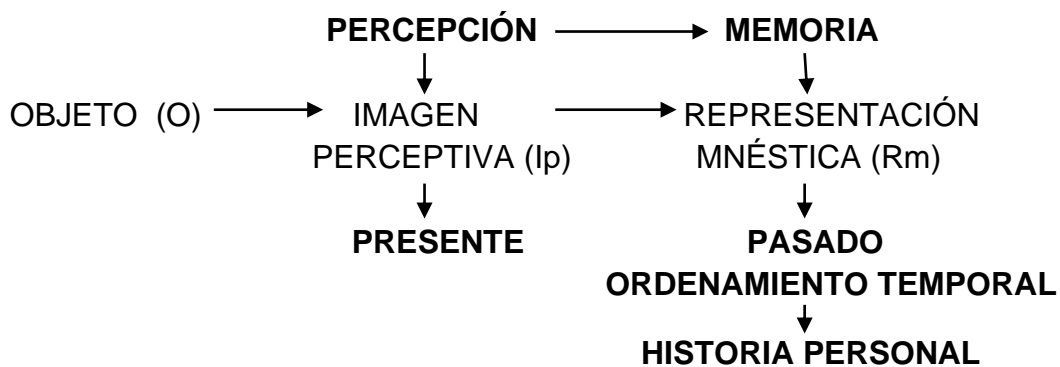 PERCEPCIÓN MEMORIA
OBJETO (O) IMAGEN REPRESENTACIÓN
PERCEPTIVA (Ip) MNÉSTICA (Rm)
PRESENTE PASADO
ORDENAMIENTO TEMPORAL
HISTORIA PERSONAL